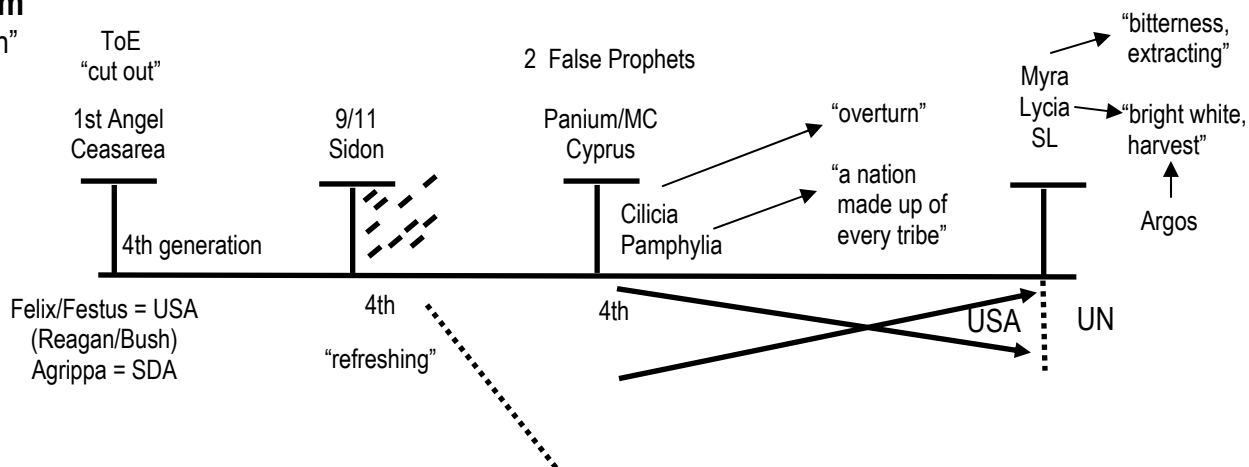 m
n”
ToE
“cut out”
1st Angel
Ceasarea
9/11
Sidon
2 False Prophets
Panium/MC
Cyprus
“overturn”
“a nation
made up of
every tribe”
Myra
Lycia
SL
“bitterness,
extracting”
“bright white,
harvest”
Argos
4th generation
Cilicia
Pamphylia
Felix/Festus = USA
(Reagan/Bush)
Agrippa = SDA
4th
“refreshing”
4th
USA
UN